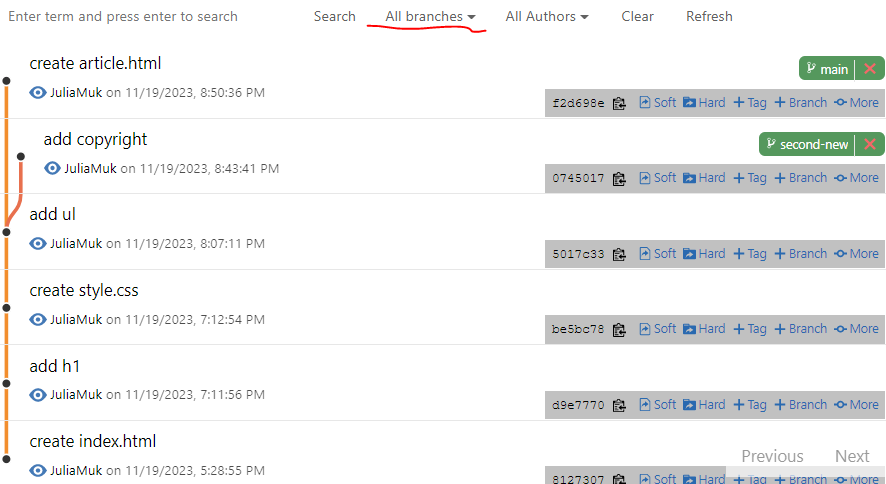 Enter term and press enter to search Search All branches All Authors Clear Refresh
create article.html
main
JuliaMuk on 11/19/2023, 8:50:36 PM
f2d698e Soft Hard Tag Branch More
add copyright
second-new
JuliaMuk on 11/19/2023, 8:43:41 PM
0745017 Soft Hard Tag Branch More
add ul
JuliaMuk on 11/19/2023, 8:07:11 PM
5017c33 Soft Hard Tag Branch More
create style.css
JuliaMuk on 11/19/2023, 7:12:54 PM
be5bc78 Soft Hard Tag Branch More
add h1
JuliaMuk on 11/19/2023, 7:11:56 PM
d9e7770 Soft Hard Tag Branch More
create index.html
Previous Next
JuliaMuk on 11/19/2023, 5:28:55 PM
8127307 Soft Hard Tag Branch More